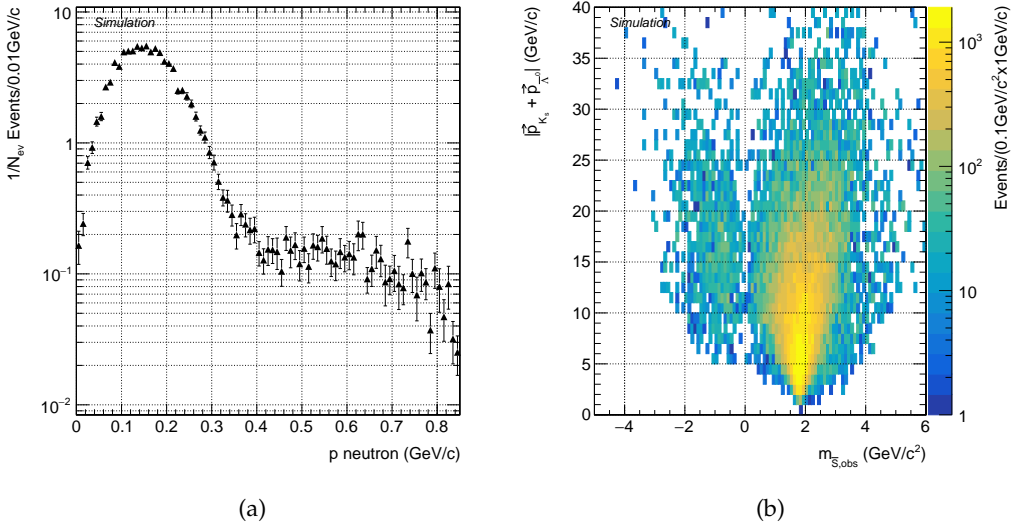 Simulation
1/N_ev Events/0.01GeV/c
10
1
10⁻¹
10⁻²
0 0.1 0.2 0.3 0.4 0.5 0.6 0.7 0.8
p neutron (GeV/c)
(a)
Simulation
|p⃗_K_s + p⃗_Λ̅⁰| (GeV/c)
40
35
30
25
20
15
10
5
0
−4 −2 0 2 4 6
m_S̅,obs (GeV/c²)
10³
10²
10
1
Events/(0.1GeV/c²x1GeV/c)
(b)